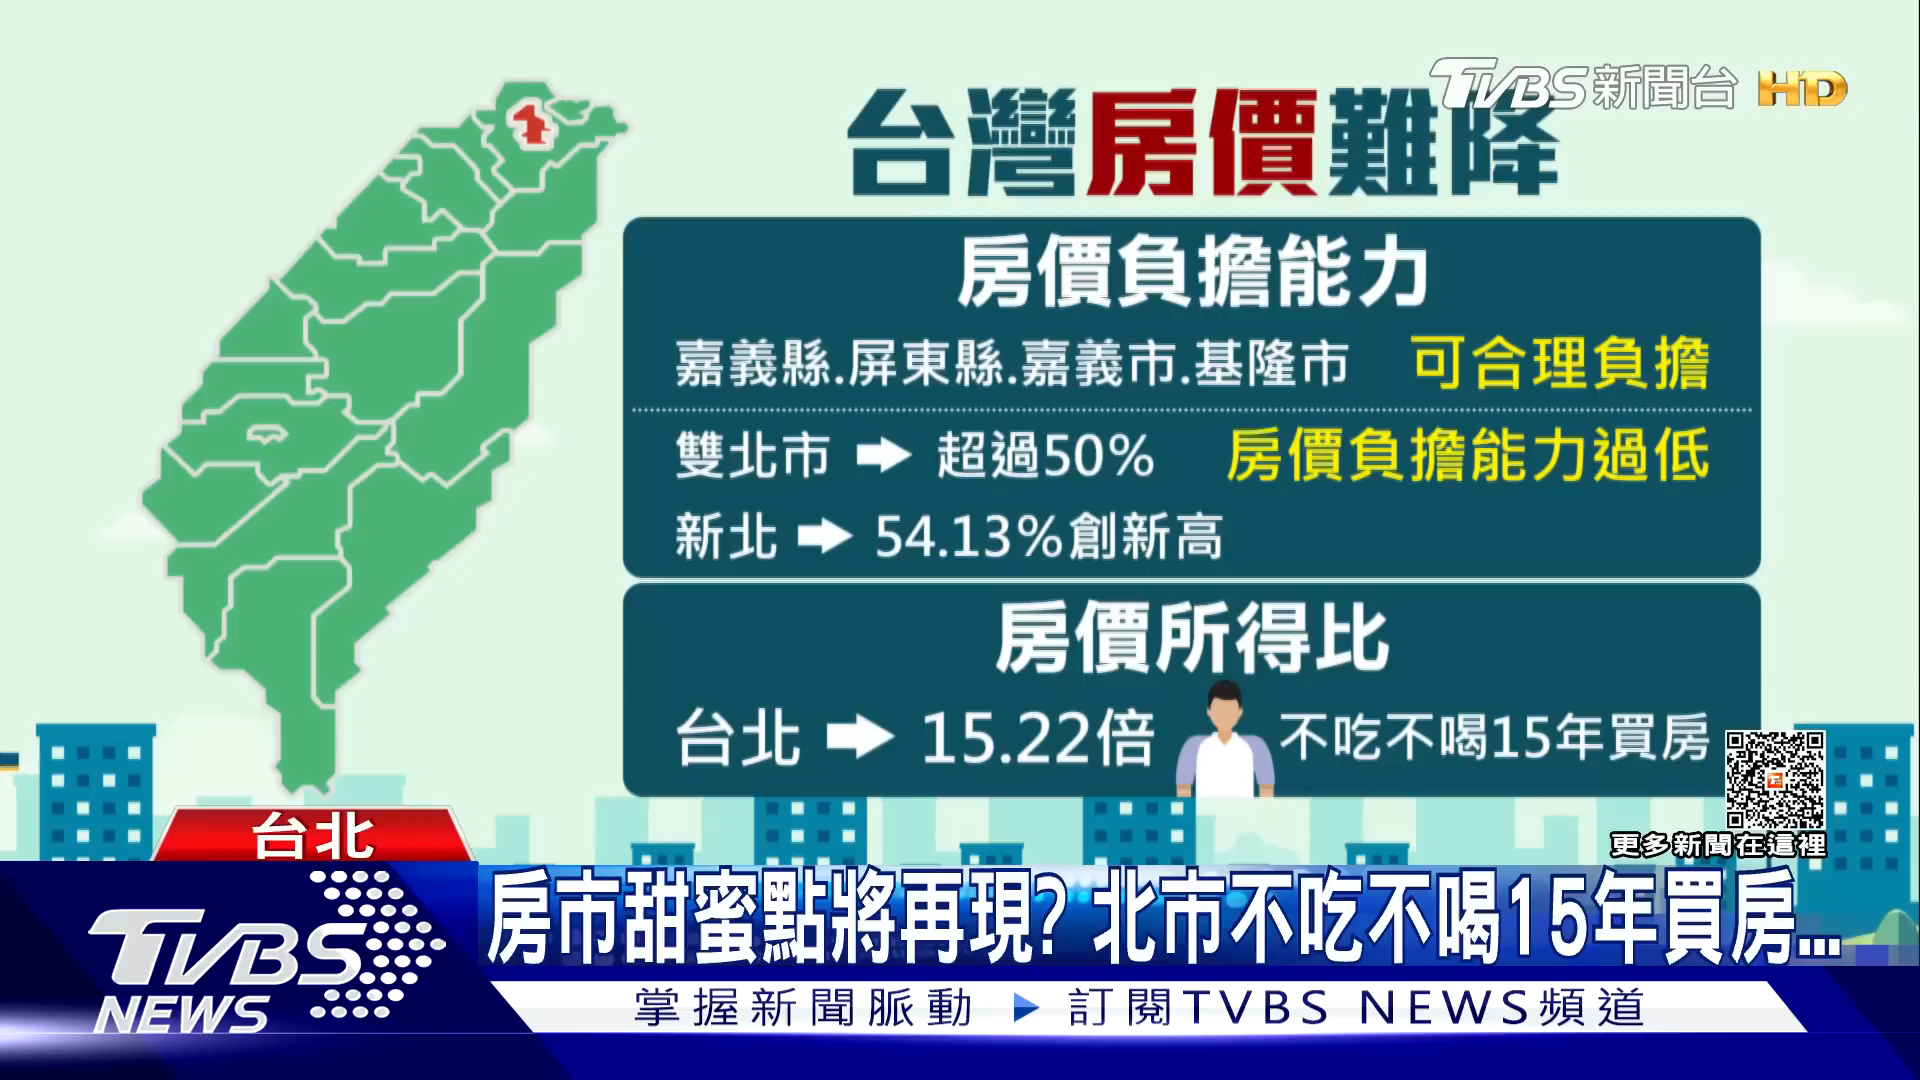 TVBS新聞台 HD
台灣房價難降
房價負擔能力
嘉義縣.屏東縣.嘉義市.基隆市 可合理負擔
雙北市 超過50% 房價負擔能力過低
新北 54.13%創新高
房價所得比
台北 15.22倍 不吃不喝15年買房
更多新聞在這裡
台北
房市甜蜜點將再現? 北市不吃不喝15年買房...
TVBS
NEWS
掌握新聞脈動 訂閱TVBS NEWS頻道